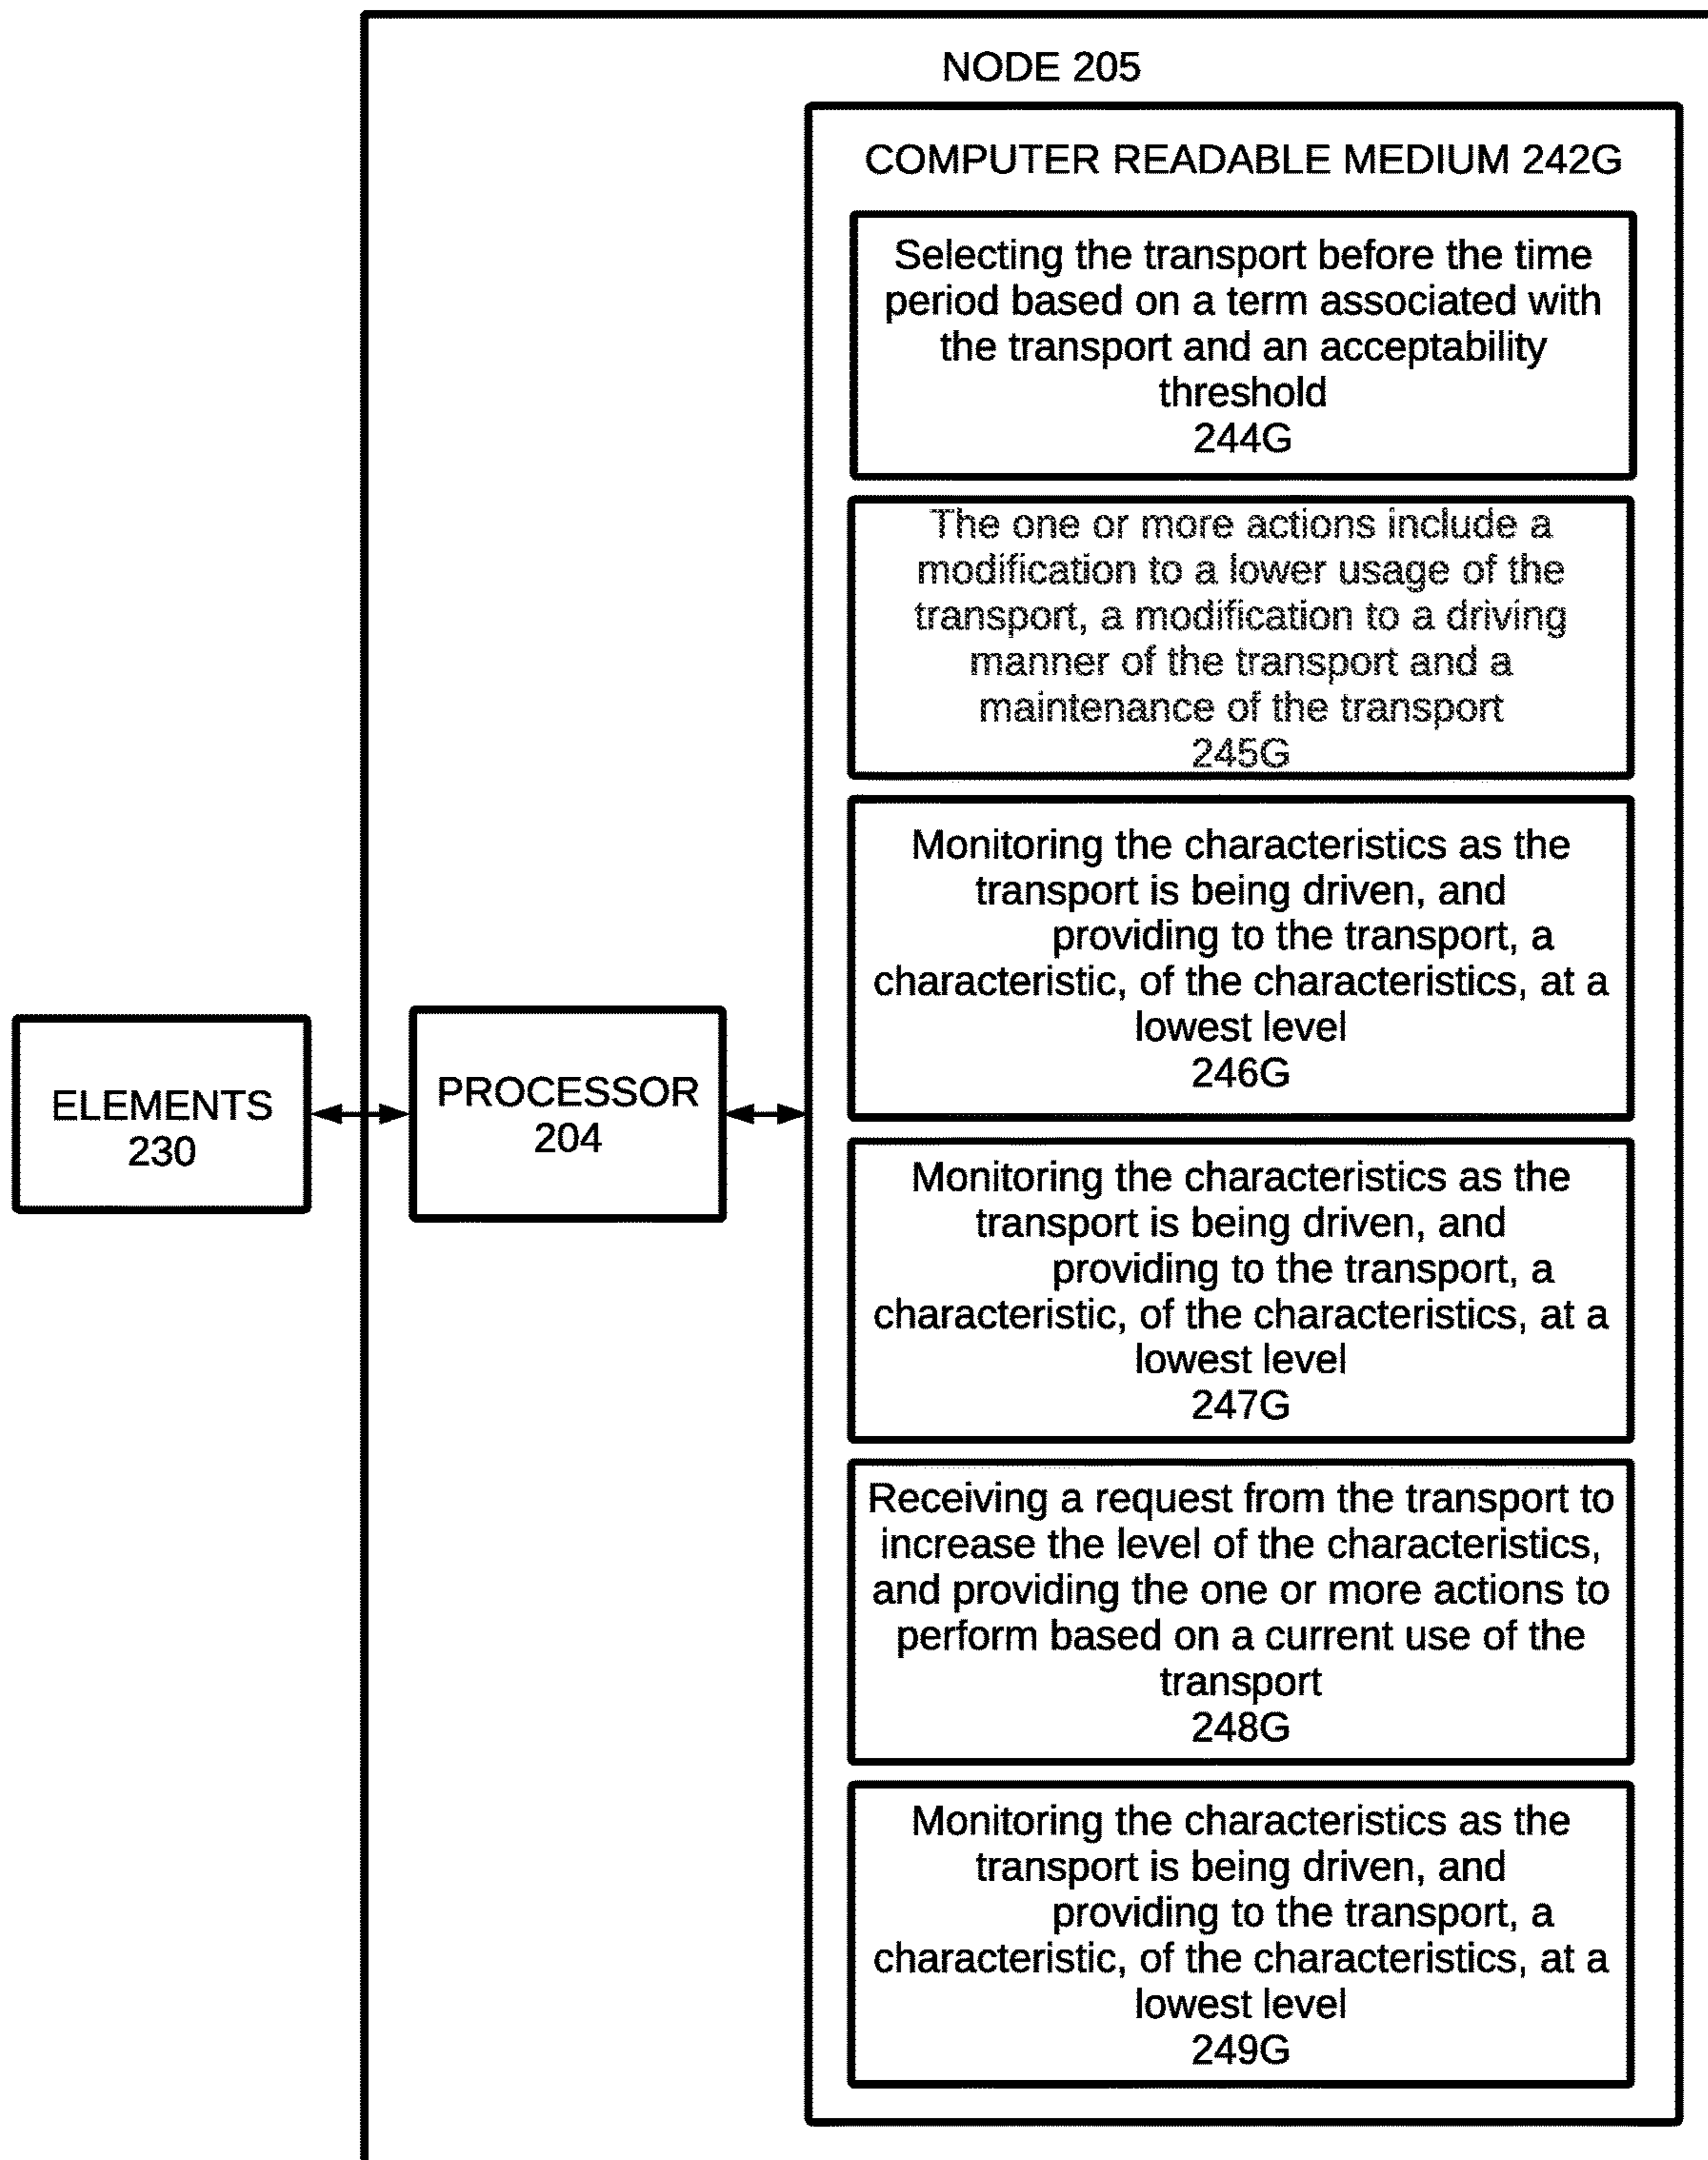 NODE 205
COMPUTER READABLE MEDIUM 242G
Selecting the transport before the time
period based on a term associated with
the transport and an acceptability
threshold
244G
The one or more actions include a
modification to a lower usage of the
transport, a modification to a driving
manner of the transport and a
maintenance of the transport
245G
Monitoring the characteristics as the
transport is being driven, and
providing to the transport, a
characteristic, of the characteristics, at a
lowest level
246G
ELEMENTS
230
PROCESSOR
204
Monitoring the characteristics as the
transport is being driven, and
providing to the transport, a
characteristic, of the characteristics, at a
lowest level
247G
Receiving a request from the transport to
increase the level of the characteristics,
and providing the one or more actions to
perform based on a current use of the
transport
248G
Monitoring the characteristics as the
transport is being driven, and
providing to the transport, a
characteristic, of the characteristics, at a
lowest level
249G